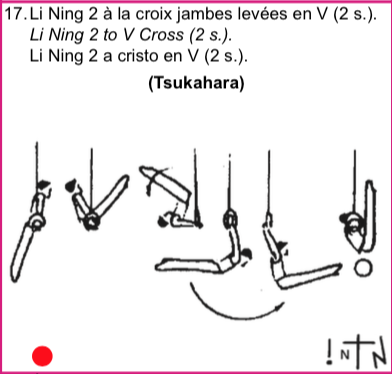 17. Li Ning 2 à la croix jambes levées en V (2 s.).
Li Ning 2 to V Cross (2 s.).
Li Ning 2 a cristo en V (2 s.).
(Tsukahara)